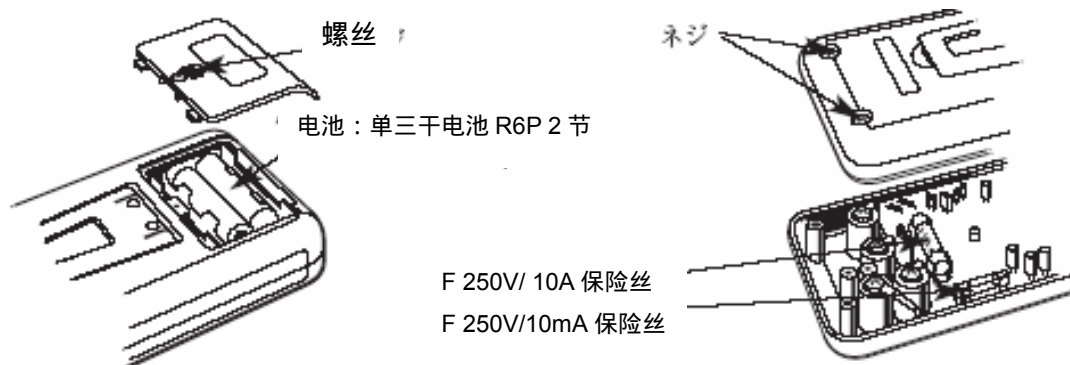 螺丝
ネジ
电池：单三干电池 R6P 2 节
F 250V/ 10A 保险丝
F 250V/10mA 保险丝